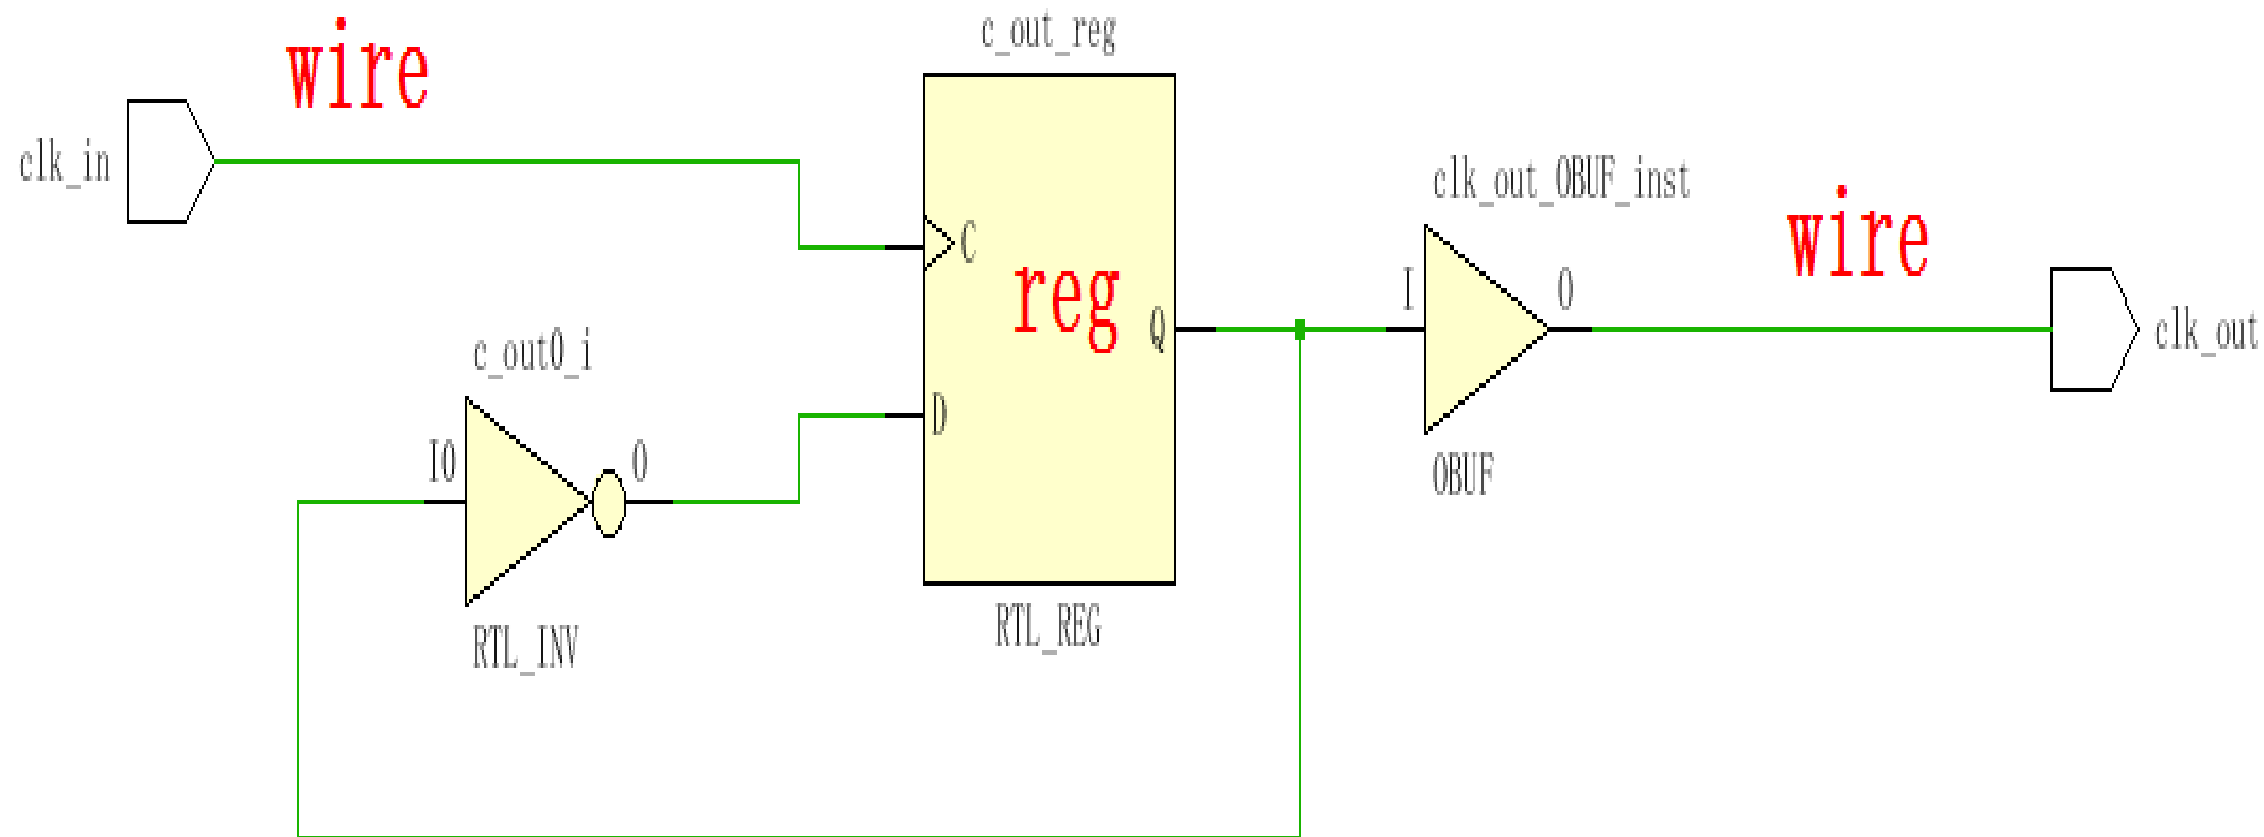 c_out_reg
wire
clk_in
C
clk_out_OBUF_inst
wire
reg
I
O
Q
clk_out
c_out0_i
D
I0
O
OBUF
RTL_REG
RTL_INV